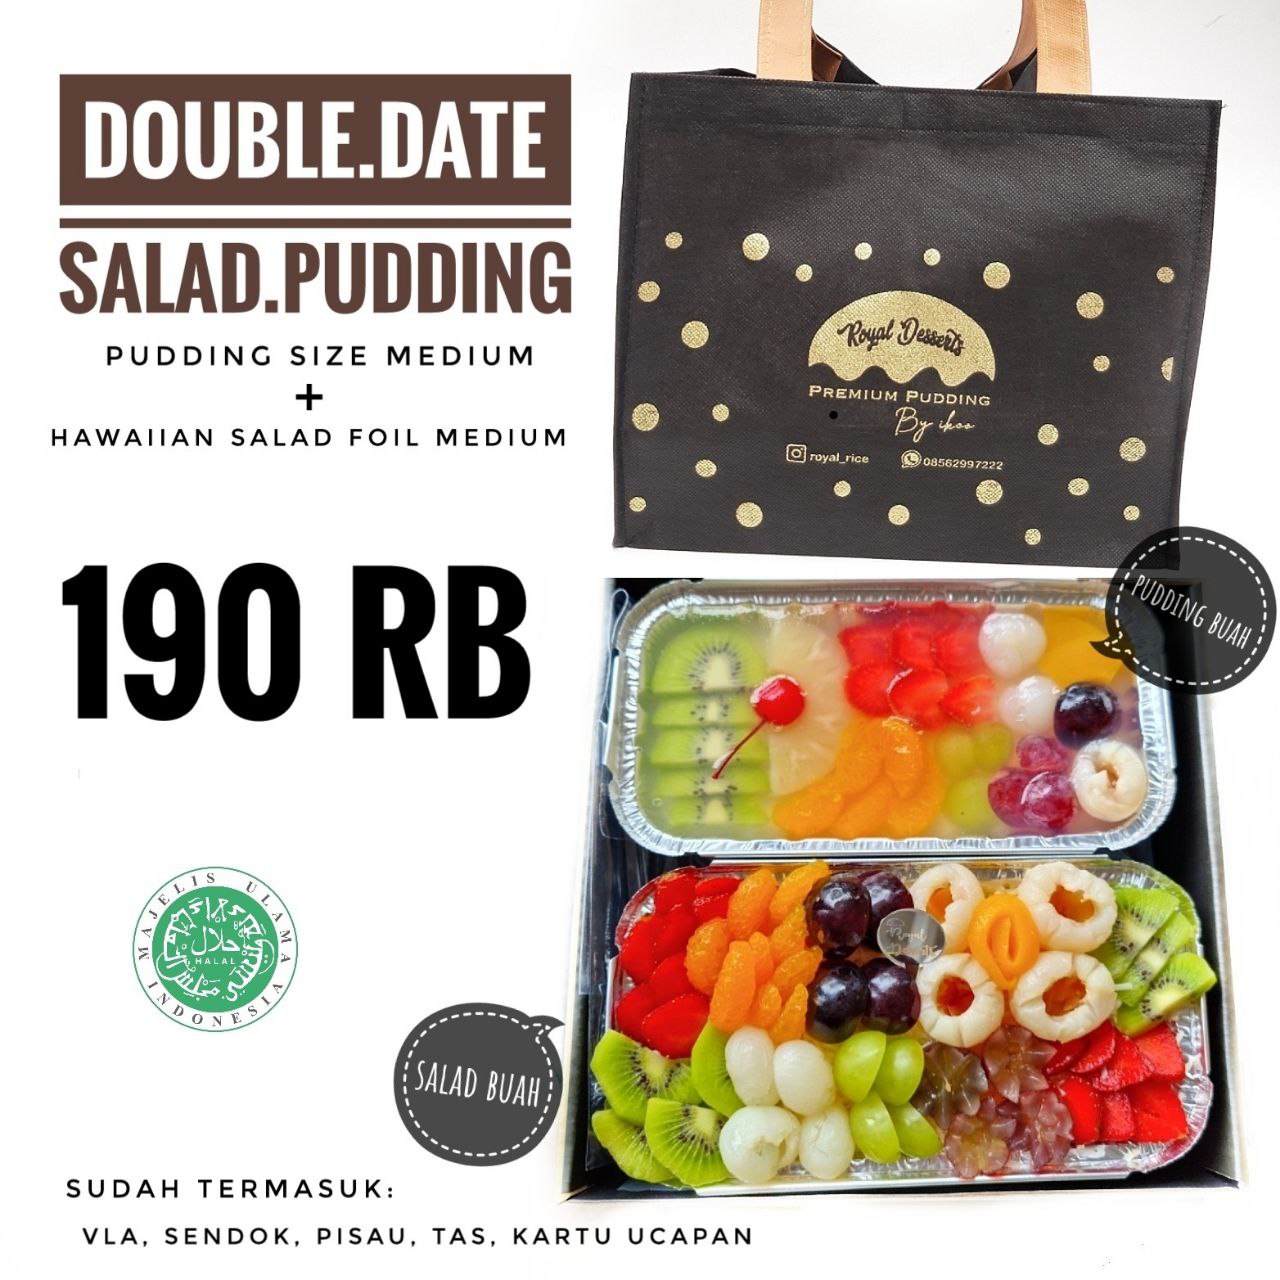 DOUBLE.DATE
SALAD.PUDDING
PUDDING SIZE MEDIUM
+
HAWAIIAN SALAD FOIL MEDIUM
190 RB
Royal Desserts
PREMIUM PUDDING
By ikoo
royal_rice 08562997222
PUDDING BUAH
Royal
Desserts
MAJELIS ULAMA INDONESIA
حلال
HALAL
SALAD BUAH
SUDAH TERMASUK:
VLA, SENDOK, PISAU, TAS, KARTU UCAPAN